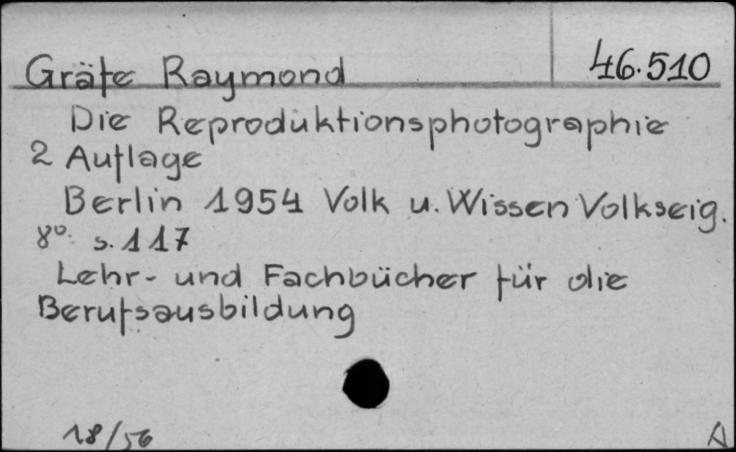 Gräfe Raymond 46.510
Die Reproduktionsphotographie
2 Auflage
Berlin 1954 Volk u. Wissen Volkseig.
8° s. 117
Lehr- und Fachbücher für die
Berufsausbildung
18/56 A